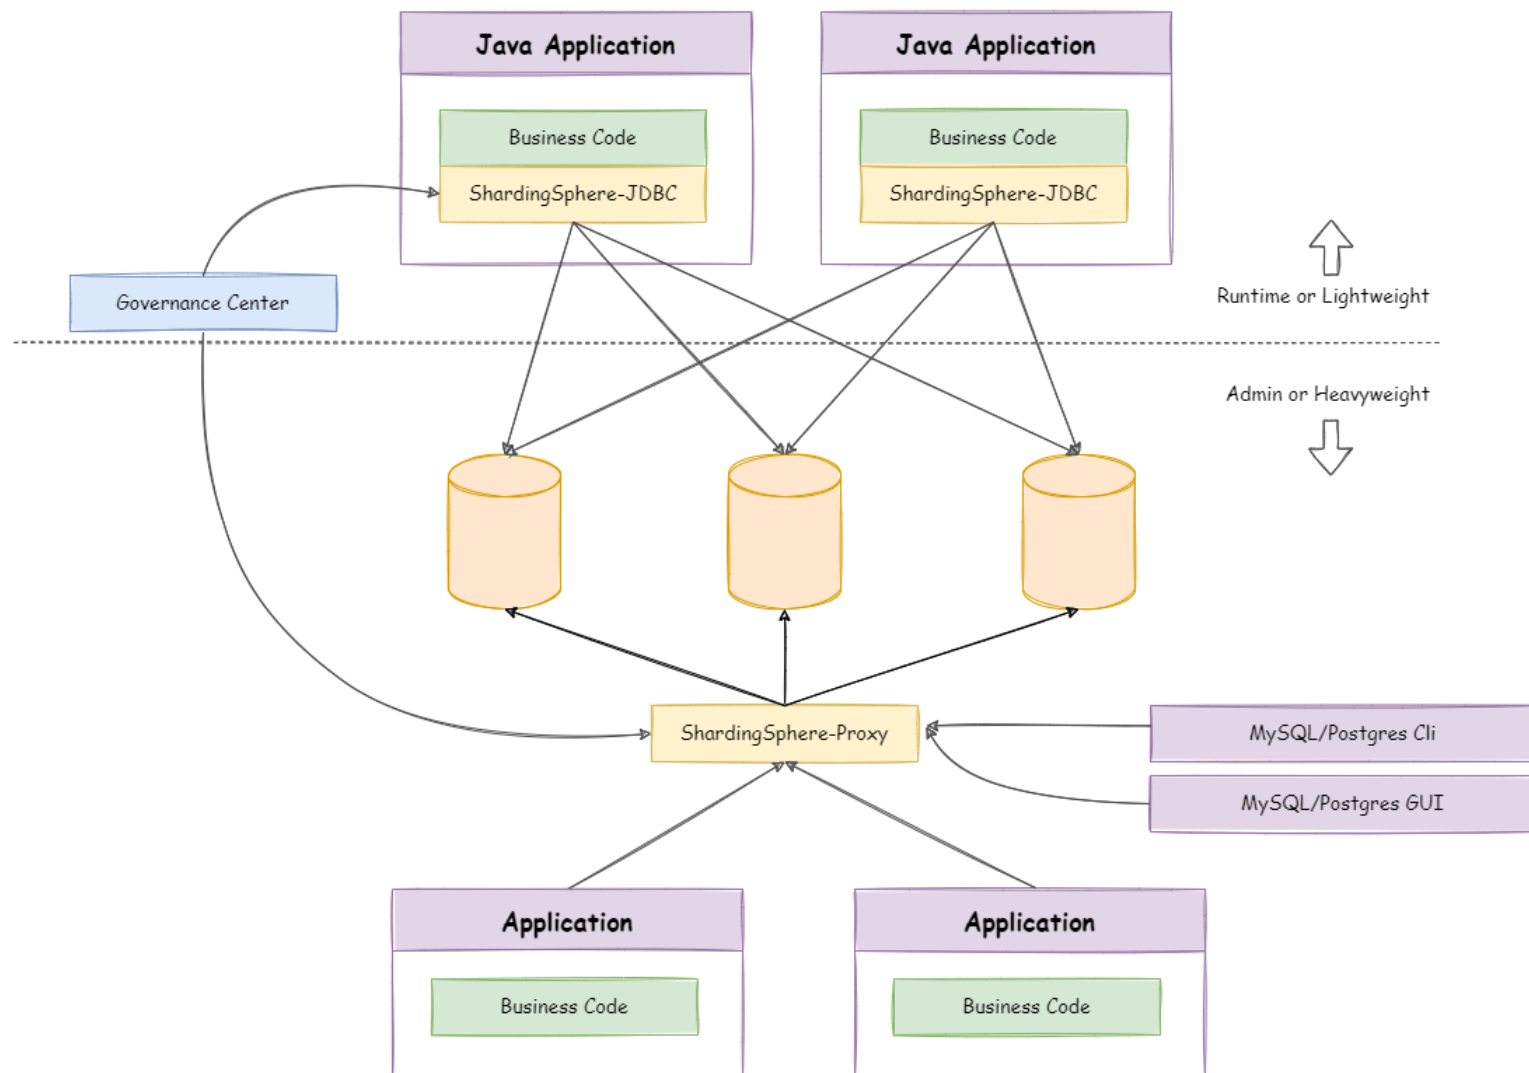 Java Application
Java Application
Business Code
Business Code
ShardingSphere-JDBC
ShardingSphere-JDBC
Governance Center
Runtime or Lightweight
Admin or Heavyweight
ShardingSphere-Proxy
MySQL/Postgres Cli
MySQL/Postgres GUI
Application
Application
Business Code
Business Code